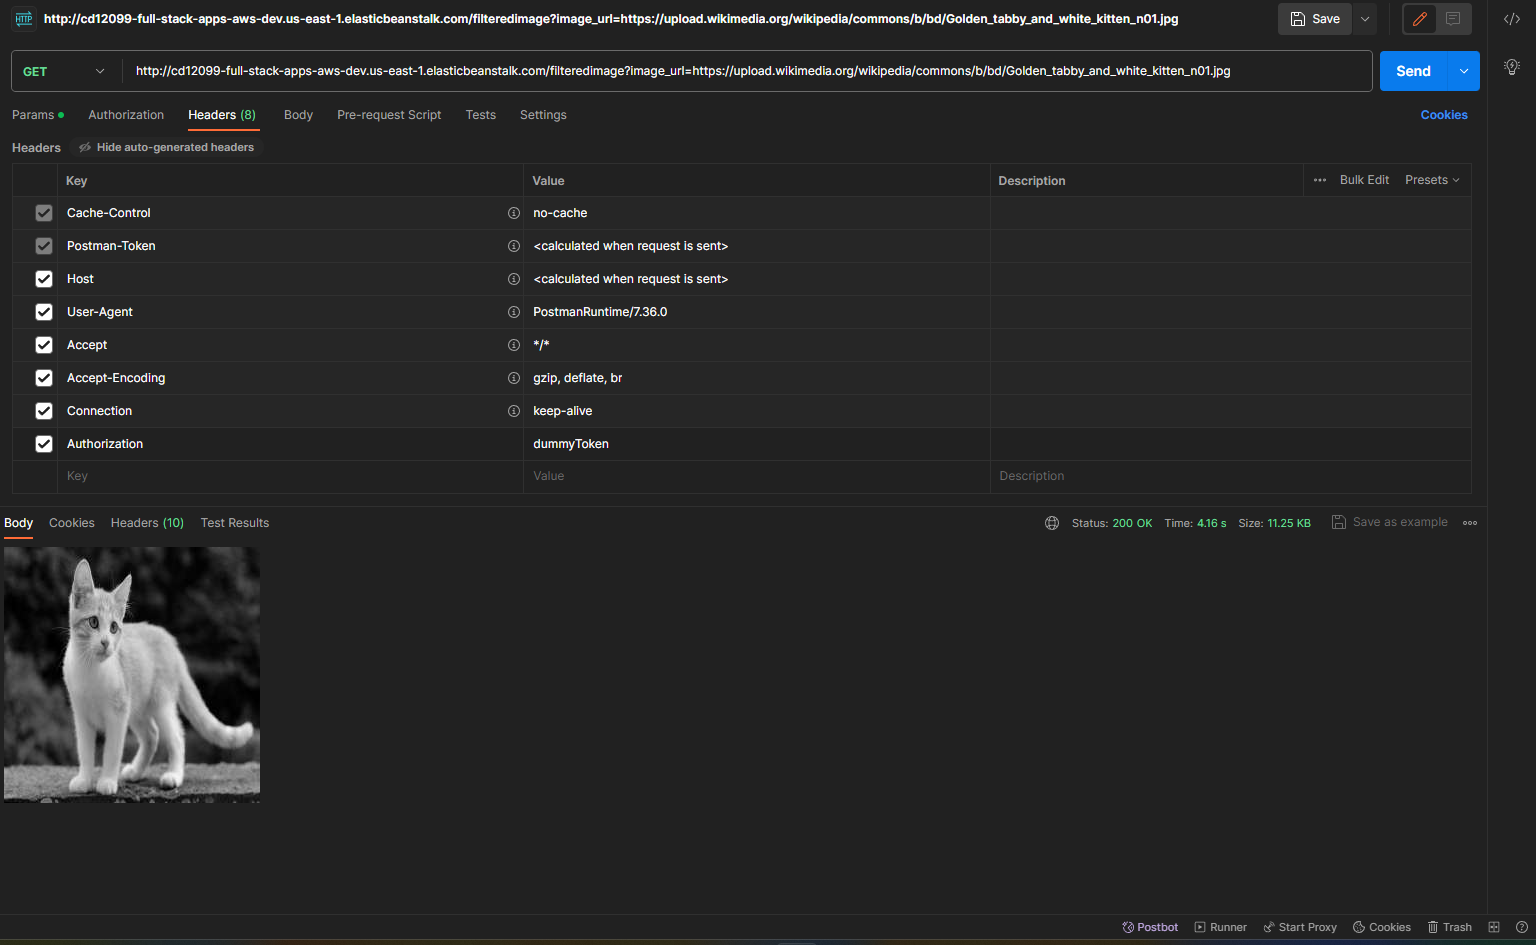 HTTP http://cd12099-full-stack-apps-aws-dev.us-east-1.elasticbeanstalk.com/filteredimage?image_url=https://upload.wikimedia.org/wikipedia/commons/b/bd/Golden_tabby_and_white_kitten_n01.jpg Save
GET http://cd12099-full-stack-apps-aws-dev.us-east-1.elasticbeanstalk.com/filteredimage?image_url=https://upload.wikimedia.org/wikipedia/commons/b/bd/Golden_tabby_and_white_kitten_n01.jpg Send
Params Authorization Headers (8) Body Pre-request Script Tests Settings Cookies
Headers Hide auto-generated headers
Key Value Description Bulk Edit Presets
Cache-Control no-cache
Postman-Token <calculated when request is sent>
Host <calculated when request is sent>
User-Agent PostmanRuntime/7.36.0
Accept */*
Accept-Encoding gzip, deflate, br
Connection keep-alive
Authorization dummyToken
Key Value Description
Body Cookies Headers (10) Test Results Status: 200 OK Time: 4.16 s Size: 11.25 KB Save as example
Postbot Runner Start Proxy Cookies Trash